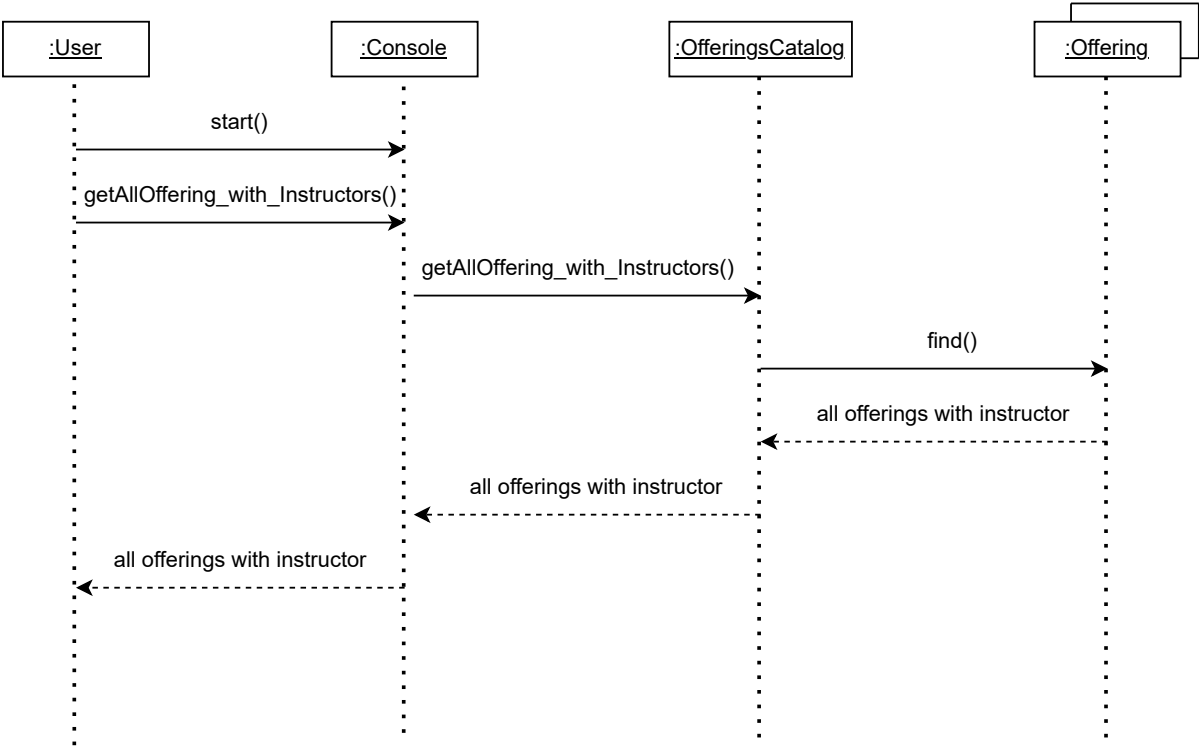 :User
:Console
:OfferingsCatalog
:Offering
start()
getAllOffering_with_Instructors()
getAllOffering_with_Instructors()
find()
all offerings with instructor
all offerings with instructor
all offerings with instructor